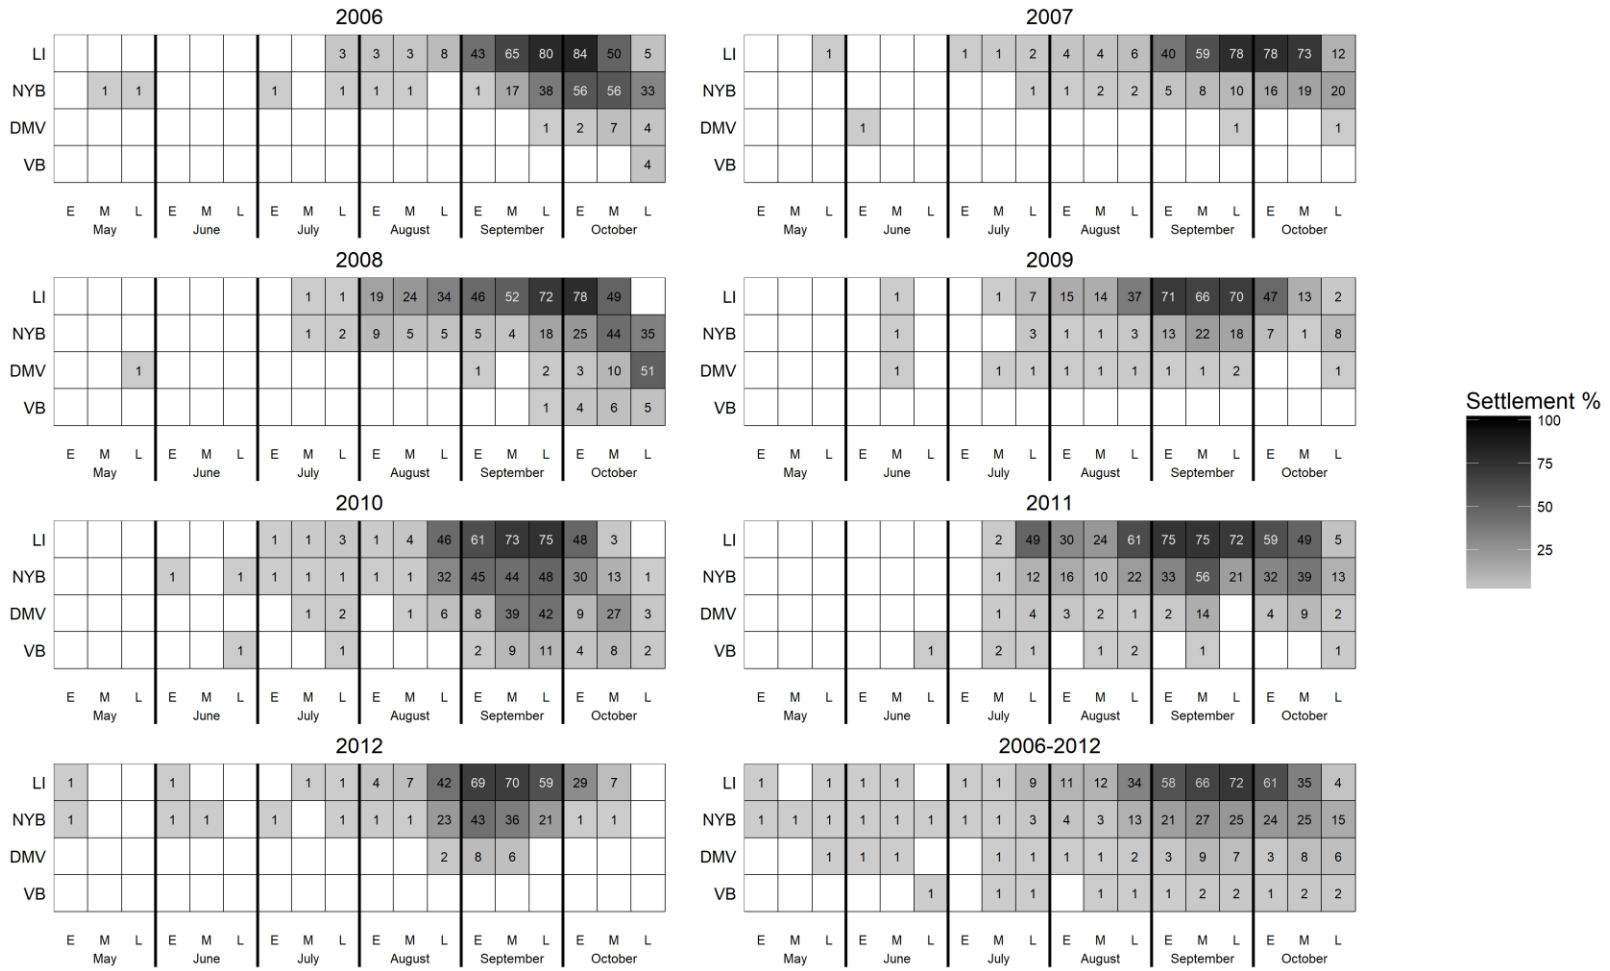 2006
LI 3 3 3 8 43 65 80 84 50 5
NYB 1 1 1 1 1 1 1 17 38 56 56 33
DMV 1 2 7 4
VB 4
E M L E M L E M L E M L E M L E M L
May June July August September October
2007
LI 1 1 1 2 4 4 6 40 59 78 78 73 12
NYB 1 1 2 2 5 8 10 16 19 20
DMV 1 1 1
VB
E M L E M L E M L E M L E M L E M L
May June July August September October
2008
LI 1 1 19 24 34 46 52 72 78 49
NYB 1 2 9 5 5 5 4 18 25 44 35
DMV 1 1 2 3 10 51
VB 1 4 6 5
E M L E M L E M L E M L E M L E M L
May June July August September October
2009
LI 1 1 7 15 14 37 71 66 70 47 13 2
NYB 1 3 1 1 3 13 22 18 7 1 8
DMV 1 1 1 1 1 1 1 1 2 1
VB
E M L E M L E M L E M L E M L E M L
May June July August September October
2010
LI 1 1 3 1 4 46 61 73 75 48 3
NYB 1 1 1 1 1 1 1 32 45 44 48 30 13 1
DMV 1 2 1 6 8 39 42 9 27 3
VB 1 1 2 9 11 4 8 2
E M L E M L E M L E M L E M L E M L
May June July August September October
2011
LI 2 49 30 24 61 75 75 72 59 49 5
NYB 1 12 16 10 22 33 56 21 32 39 13
DMV 1 4 3 2 1 2 14 4 9 2
VB 1 2 1 1 2 1 1
E M L E M L E M L E M L E M L E M L
May June July August September October
2012
LI 1 1 1 1 4 7 42 69 70 59 29 7
NYB 1 1 1 1 1 1 1 23 43 36 21 1 1
DMV 2 8 6
VB
E M L E M L E M L E M L E M L E M L
May June July August September October
2006-2012
LI 1 1 1 1 1 1 9 11 12 34 58 66 72 61 35 4
NYB 1 1 1 1 1 1 1 1 3 4 3 13 21 27 25 24 25 15
DMV 1 1 1 1 1 1 1 2 3 9 7 3 8 6
VB 1 1 1 1 1 1 2 2 1 2 2
E M L E M L E M L E M L E M L E M L
May June July August September October
Settlement %
100
75
50
25